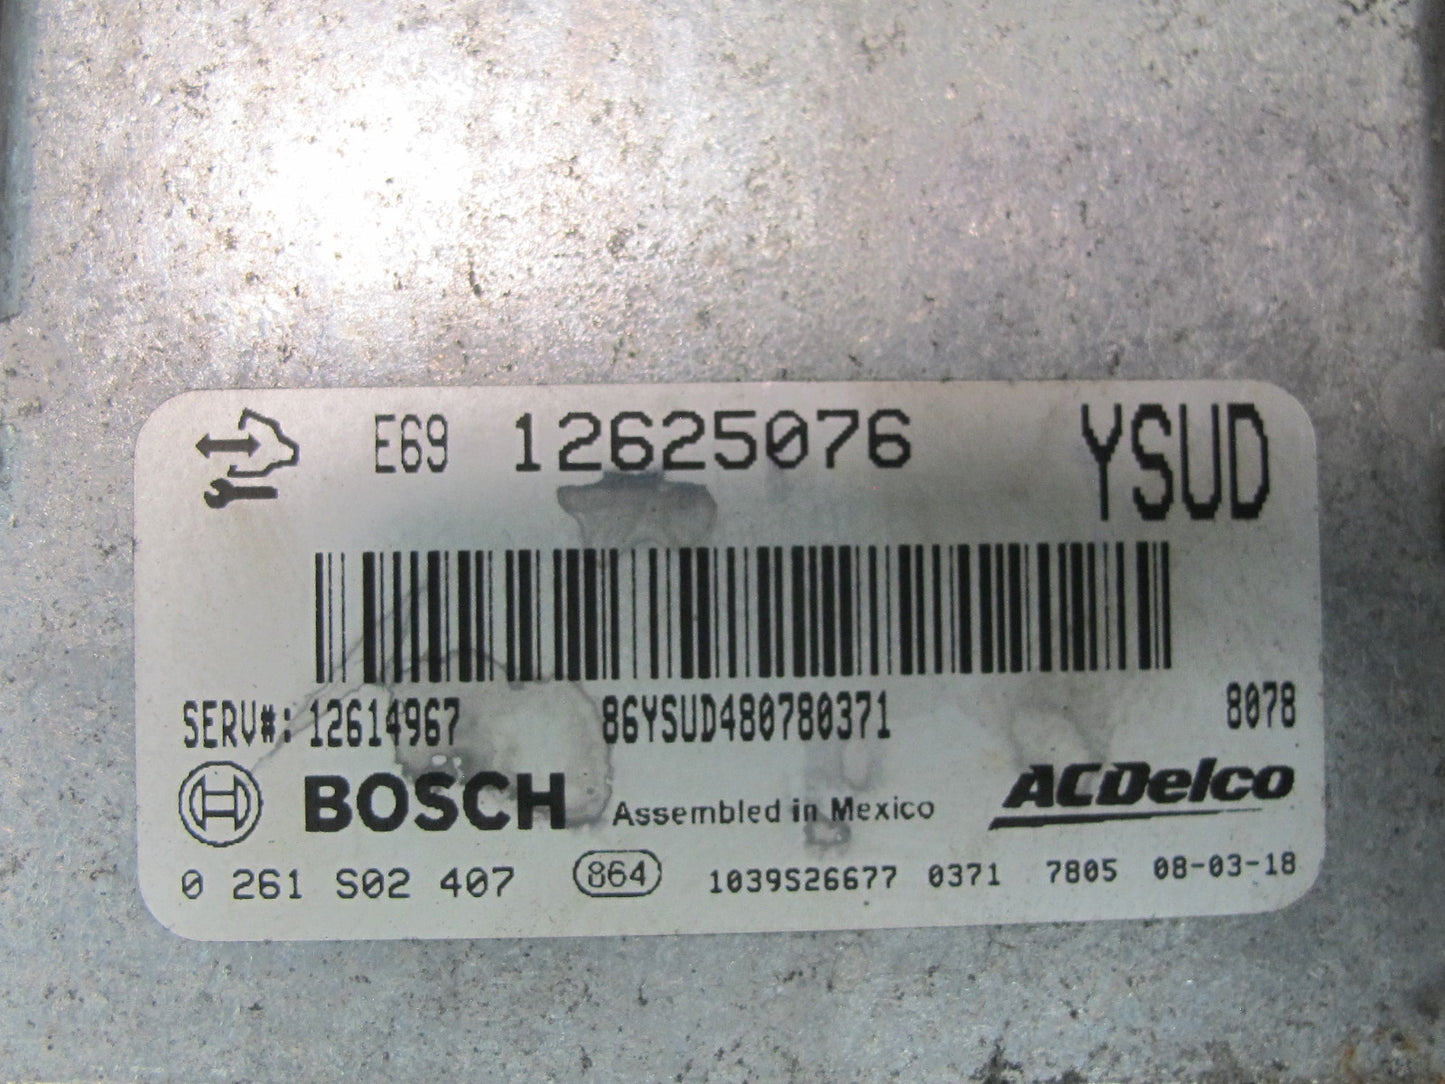 E69 12625076 YSUD
SERV#: 12614967 86YSUD480780371 8078
BOSCH Assembled in Mexico ACDelco
0 261 S02 407 864 1039S26677 0371 7805 08-03-18